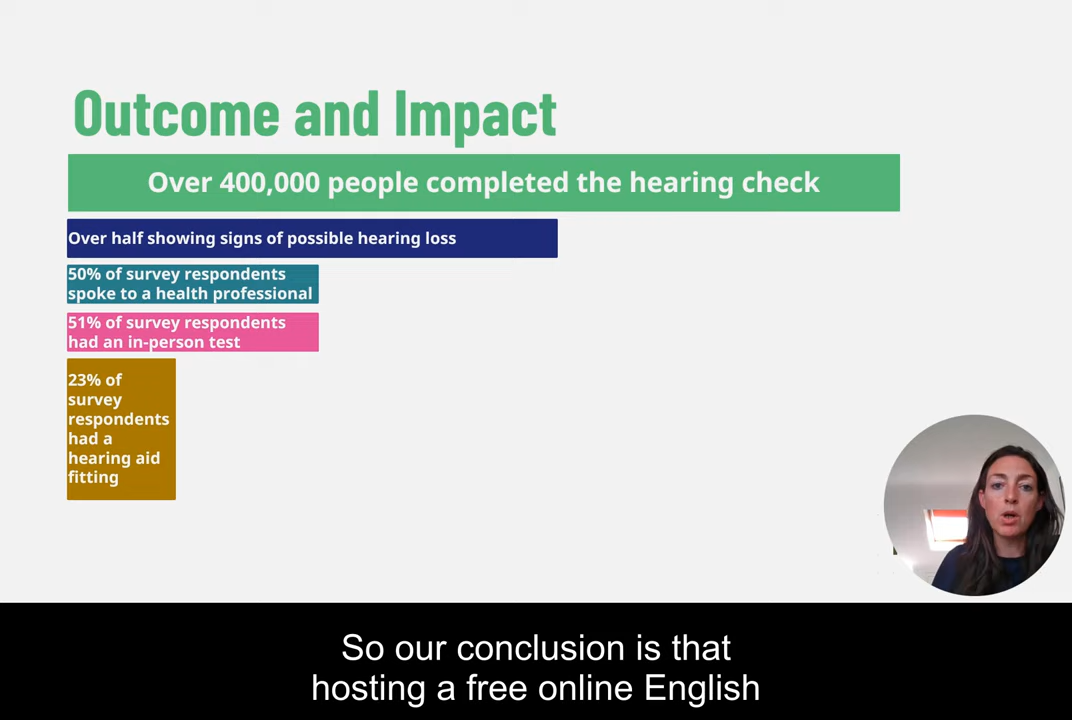 Outcome and Impact
Over 400,000 people completed the hearing check
Over half showing signs of possible hearing loss
50% of survey respondents
spoke to a health professional
51% of survey respondents
had an in-person test
23% of
survey
respondents
had a
hearing aid
fitting
So our conclusion is that
hosting a free online English